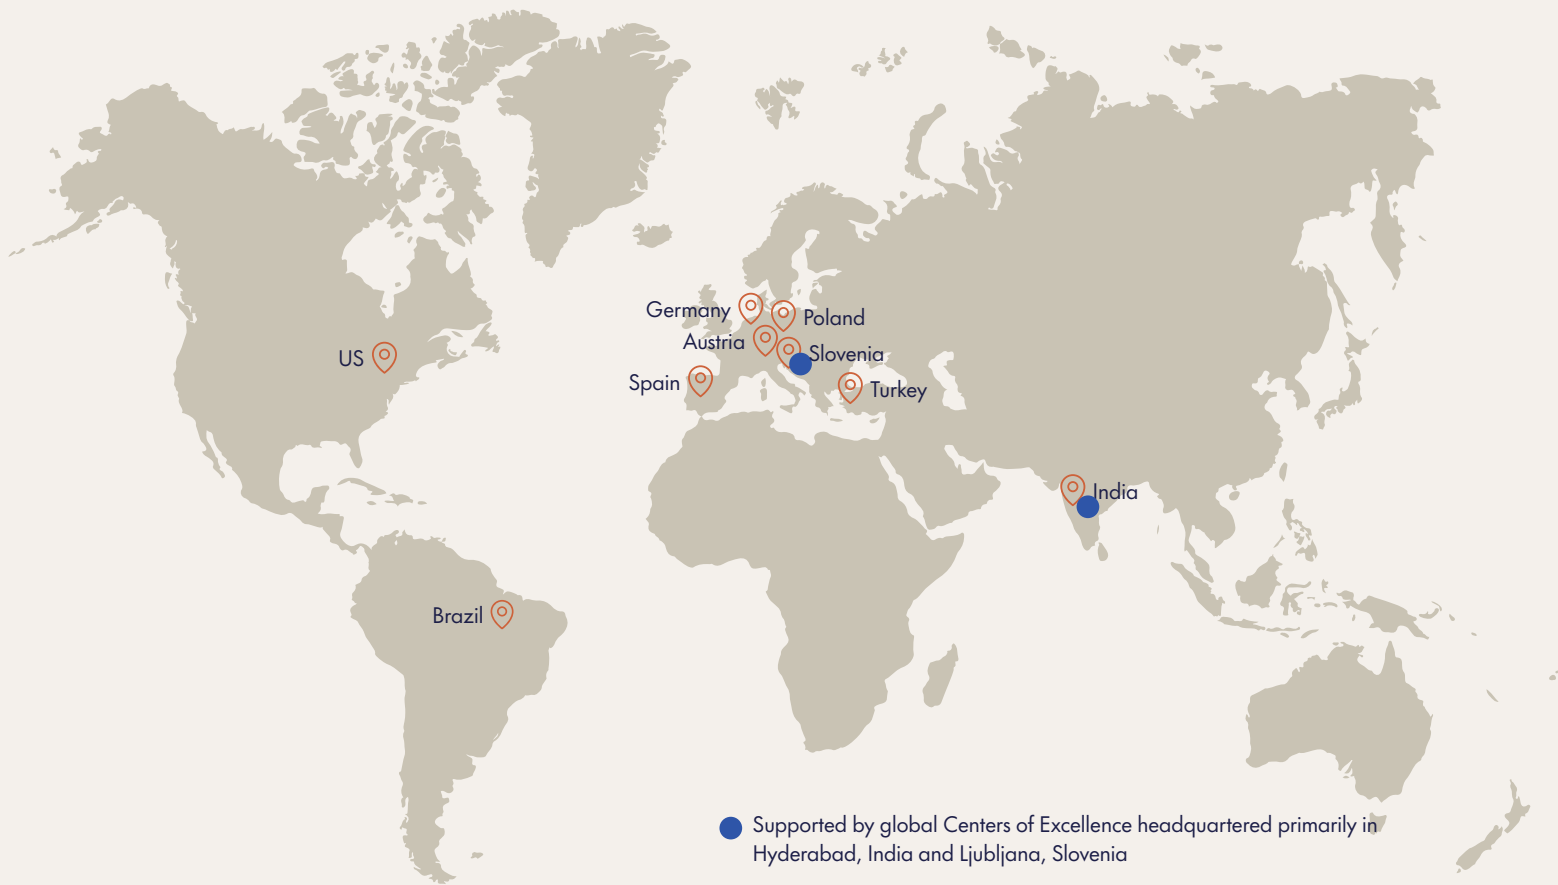 Germany
Poland
Austria
Slovenia
US
Spain
Turkey
India
Brazil
Supported by global Centers of Excellence headquartered primarily in
Hyderabad, India and Ljubljana, Slovenia